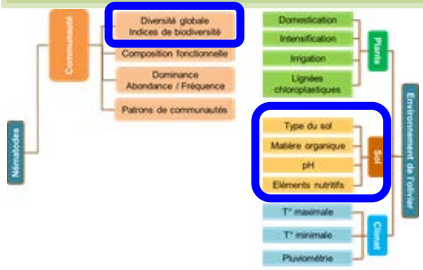 Nématodes
Communauté
Diversité globale
Indices de biodiversité
Composition fonctionnelle
Dominance
Abondance / Fréquence
Patrons de communautés
Domestication
Intensification
Irrigation
Lignées
chloroplastiques
Plante
Type du sol
Matière organique
pH
Eléments nutritifs
Sol
T° maximale
T° minimale
Pluviométrie
Climat
Environnement de l'olivier